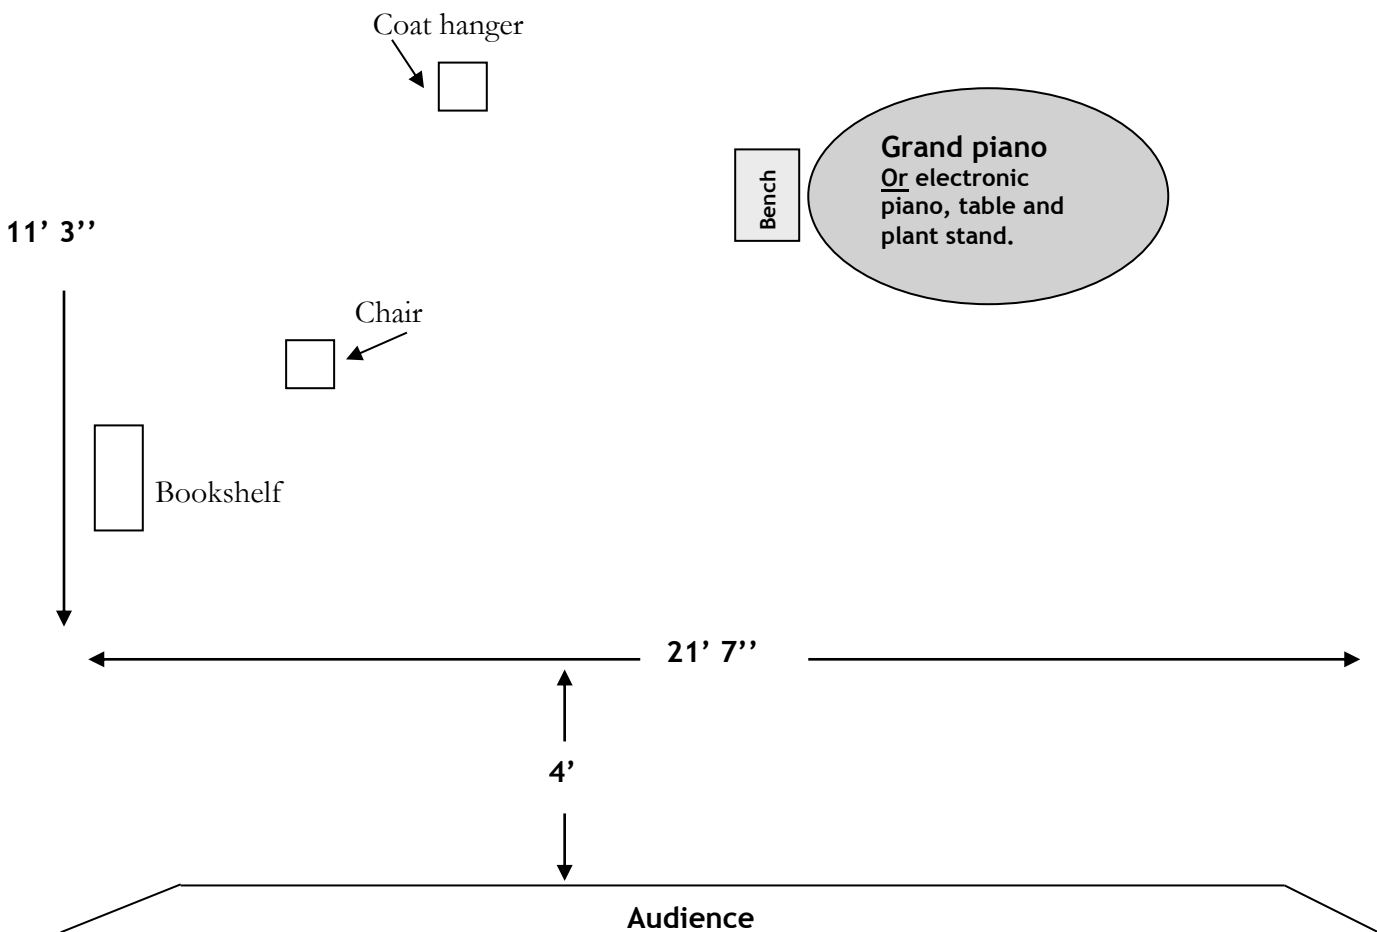 Coat hanger
Grand piano
Or electronic
piano, table and
plant stand.
Bench
11’ 3’’
Chair
Bookshelf
21’ 7’’
4’
Audience